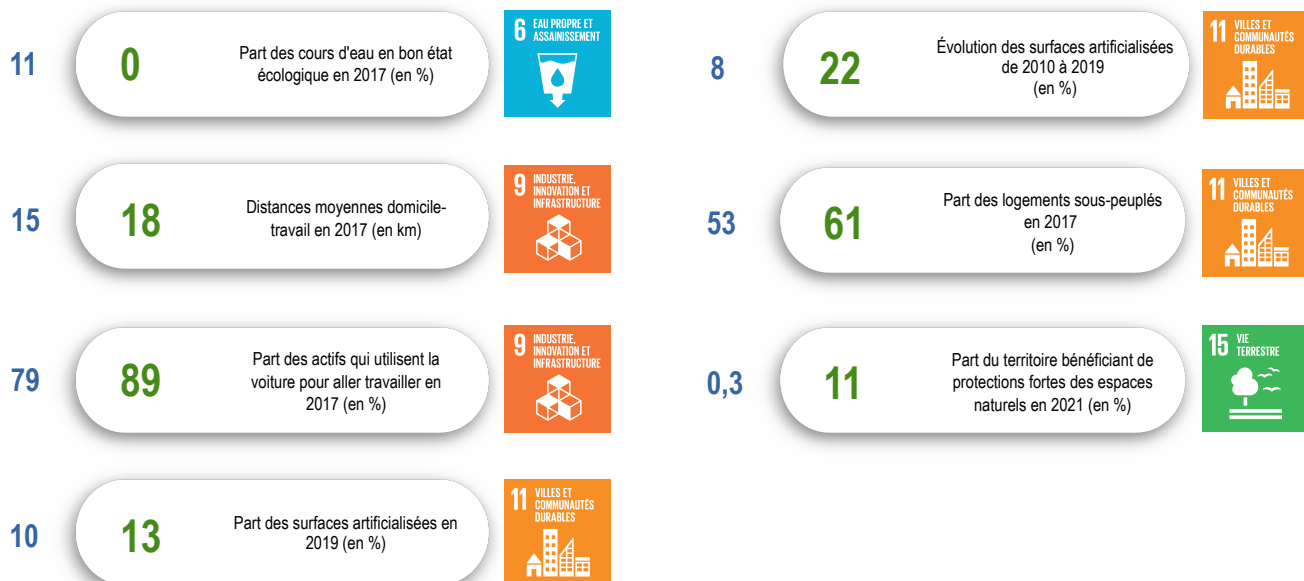 11
0
Part des cours d'eau en bon état
écologique en 2017 (en %)
6 EAU PROPRE ET
ASSAINISSEMENT
15
18
Distances moyennes domicile-
travail en 2017 (en km)
9 INDUSTRIE,
INNOVATION ET
INFRASTRUCTURE
79
89
Part des actifs qui utilisent la
voiture pour aller travailler en
2017 (en %)
9 INDUSTRIE,
INNOVATION ET
INFRASTRUCTURE
10
13
Part des surfaces artificialisées en
2019 (en %)
11 VILLES ET
COMMUNAUTÉS
DURABLES
8
22
Évolution des surfaces artificialisées
de 2010 à 2019
(en %)
11 VILLES ET
COMMUNAUTÉS
DURABLES
53
61
Part des logements sous-peuplés
en 2017
(en %)
11 VILLES ET
COMMUNAUTÉS
DURABLES
0,3
11
Part du territoire bénéficiant de
protections fortes des espaces
naturels en 2021 (en %)
15 VIE
TERRESTRE